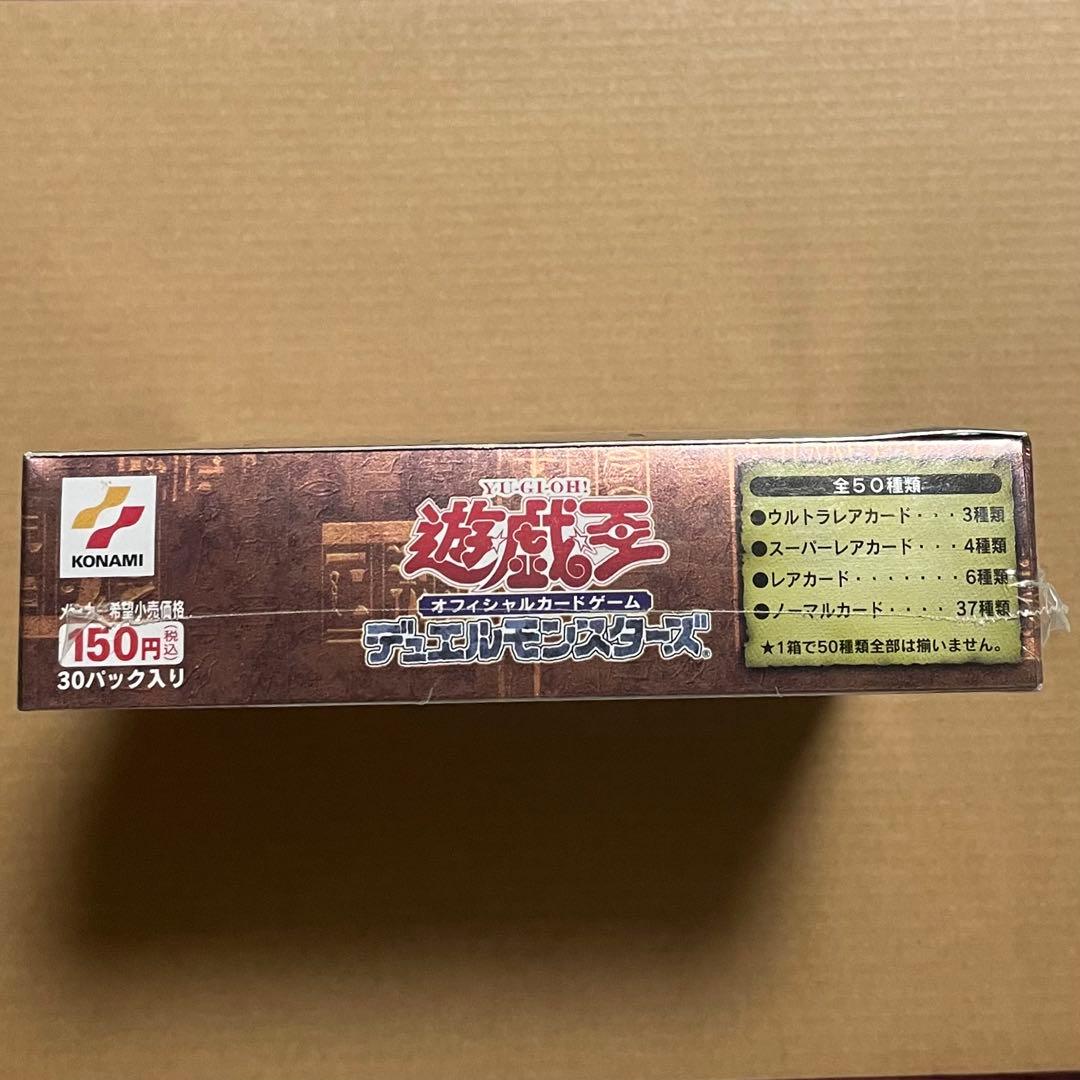 KONAMI
メーカー希望小売価格
150円税込
30パック入り
YU-GI-OH!
遊☆戯☆王
オフィシャルカードゲーム
デュエルモンスターズ
全50種類
●ウルトラレアカード・・・3種類
●スーパーレアカード・・・4種類
●レアカード・・・・・・・6種類
●ノーマルカード・・・37種類
★1箱で50種類全部は揃いません。